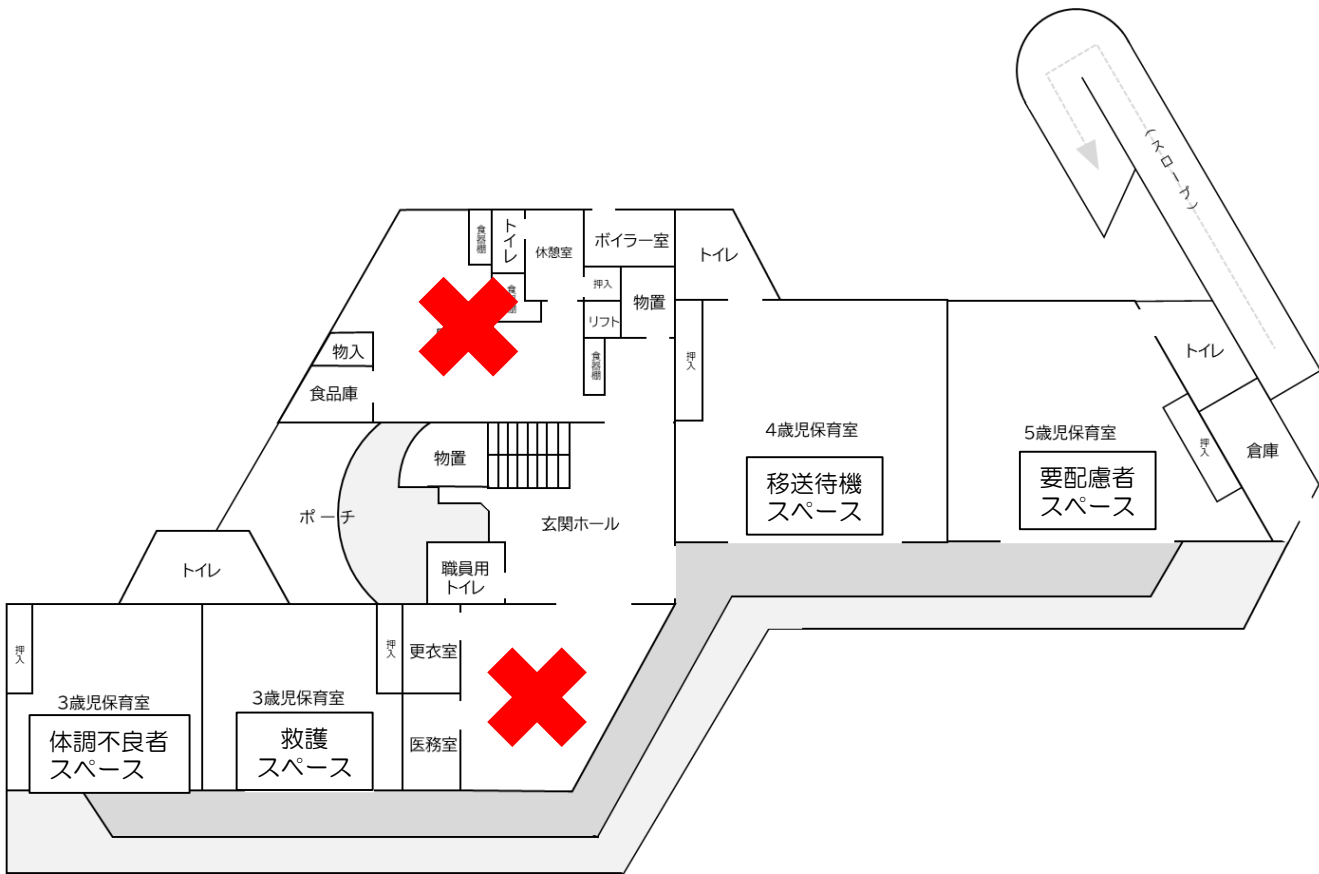 (スロープ)
食器棚
トイレ
休憩室
ボイラー室
トイレ
押入
物置
リフト
食器棚
物入
食品庫
押入
トイレ
4歳児保育室
移送待機
スペース
5歳児保育室
要配慮者
スペース
押入
倉庫
物置
ポーチ
玄関ホール
職員用
トイレ
トイレ
押入
3歳児保育室
体調不良者
スペース
3歳児保育室
救護
スペース
押入
更衣室
医務室